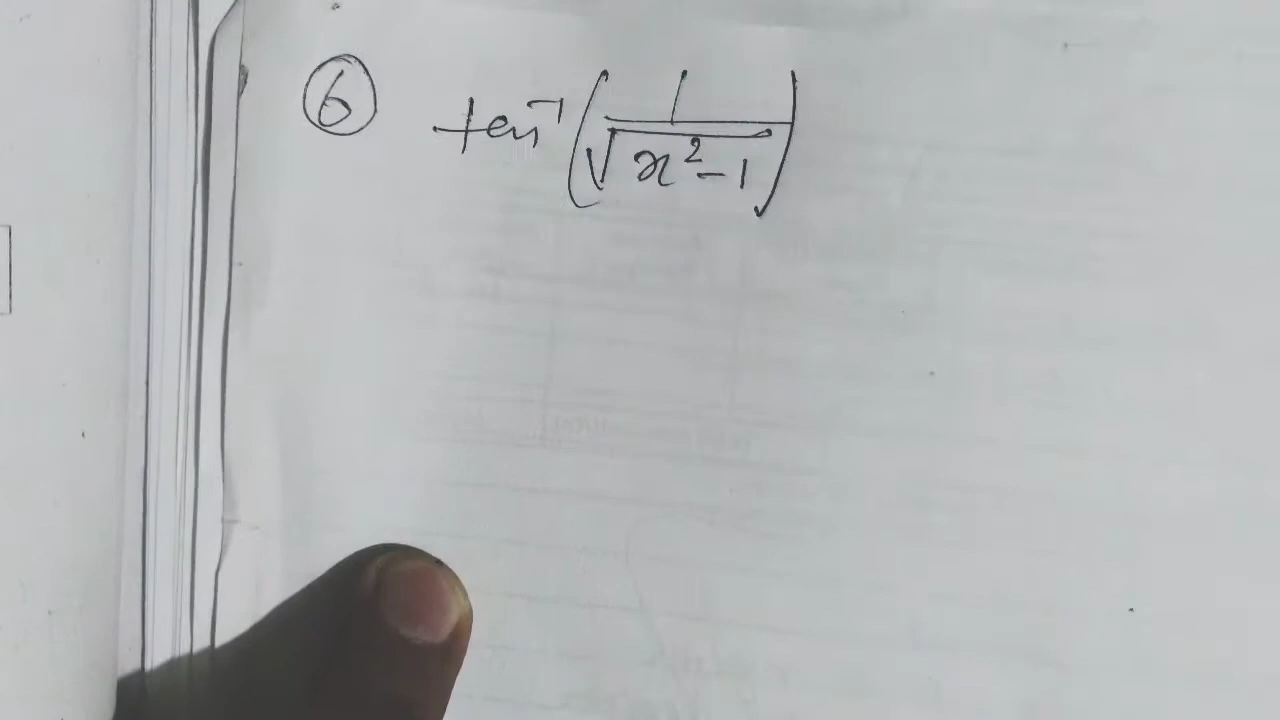 ⑥ tan⁻¹(1/√(x²-1))